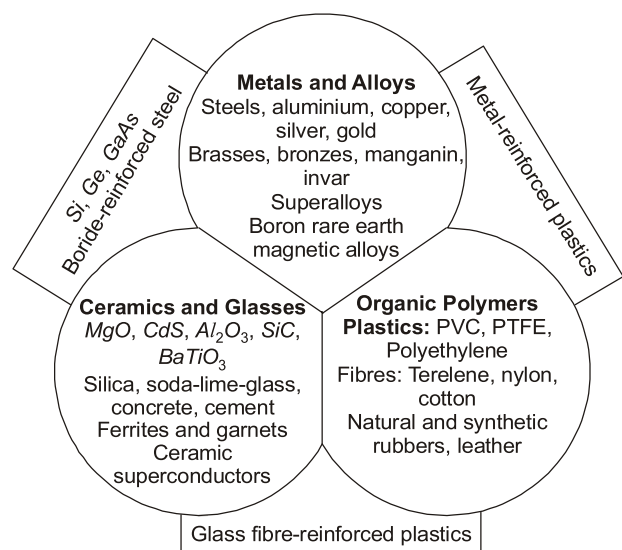 Metals and Alloys
Steels, aluminium, copper,
silver, gold
Brasses, bronzes, manganin,
invar
Superalloys
Boron rare earth
magnetic alloys
Si, Ge, GaAs
Boride-reinforced steel
Metal-reinforced plastics
Ceramics and Glasses
MgO, CdS, Al₂O₃, SiC,
BaTiO₃
Silica, soda-lime-glass,
concrete, cement
Ferrites and garnets
Ceramic
superconductors
Organic Polymers
Plastics: PVC, PTFE,
Polyethylene
Fibres: Terelene, nylon,
cotton
Natural and synthetic
rubbers, leather
Glass fibre-reinforced plastics